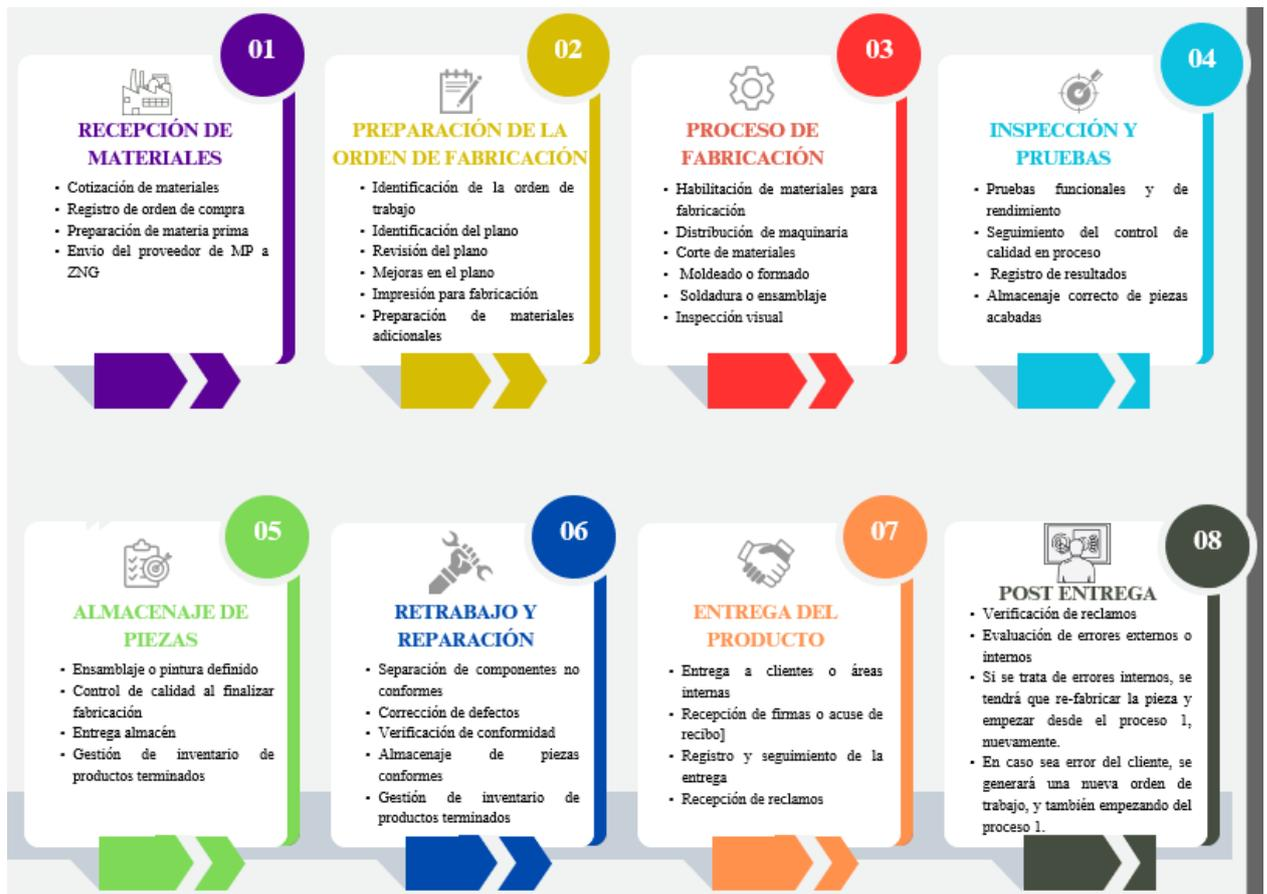 01
RECEPCIÓN DE
MATERIALES
▪ Cotización de materiales
▪ Registro de orden de compra
▪ Preparación de materia prima
▪ Envio del proveedor de MP a
ZNG
02
PREPARACIÓN DE LA
ORDEN DE FABRICACIÓN
▪ Identificación de la orden de
trabajo
▪ Identificación del plano
▪ Revisión del plano
▪ Mejoras en el plano
▪ Impresión para fabricación
▪ Preparación de materiales
adicionales
03
PROCESO DE
FABRICACIÓN
▪ Habilitación de materiales para
fabricación
▪ Distribución de maquinaria
▪ Corte de materiales
▪ Moldeado o formado
▪ Soldadura o ensamblaje
▪ Inspección visual
04
INSPECCIÓN Y
PRUEBAS
▪ Pruebas funcionales y de
rendimiento
▪ Seguimiento del control de
calidad en proceso
▪ Registro de resultados
▪ Almacenaje correcto de piezas
acabadas
05
ALMACENAJE DE
PIEZAS
▪ Ensamblaje o pintura definido
▪ Control de calidad al finalizar
fabricación
▪ Entrega almacén
▪ Gestión de inventario de
productos terminados
06
RETRABAJO Y
REPARACIÓN
▪ Separación de componentes no
conformes
▪ Corrección de defectos
▪ Verificación de conformidad
▪ Almacenaje de piezas
conformes
▪ Gestión de inventario de
productos terminados
07
ENTREGA DEL
PRODUCTO
▪ Entrega a clientes o áreas
internas
▪ Recepción de firmas o acuse de
recibo]
▪ Registro y seguimiento de la
entrega
▪ Recepción de reclamos
08
POST ENTREGA
▪ Verificación de reclamos
▪ Evaluación de errores externos o
internos
▪ Si se trata de errores internos, se
tendrá que re-fabricar la pieza y
empezar desde el proceso 1,
nuevamente.
▪ En caso sea error del cliente, se
generará una nueva orden de
trabajo, y también empezando del
proceso 1.